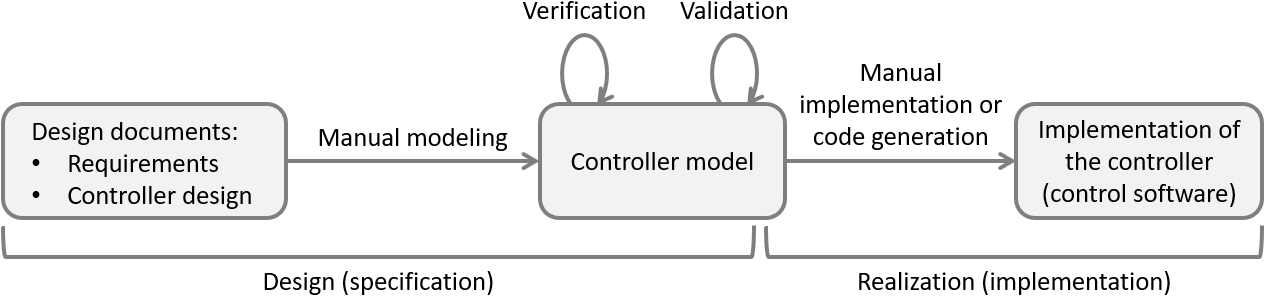 Verification
Validation
Design documents:
• Requirements
• Controller design
Manual modeling
Controller model
Manual
implementation or
code generation
Implementation of
the controller
(control software)
Design (specification)
Realization (implementation)